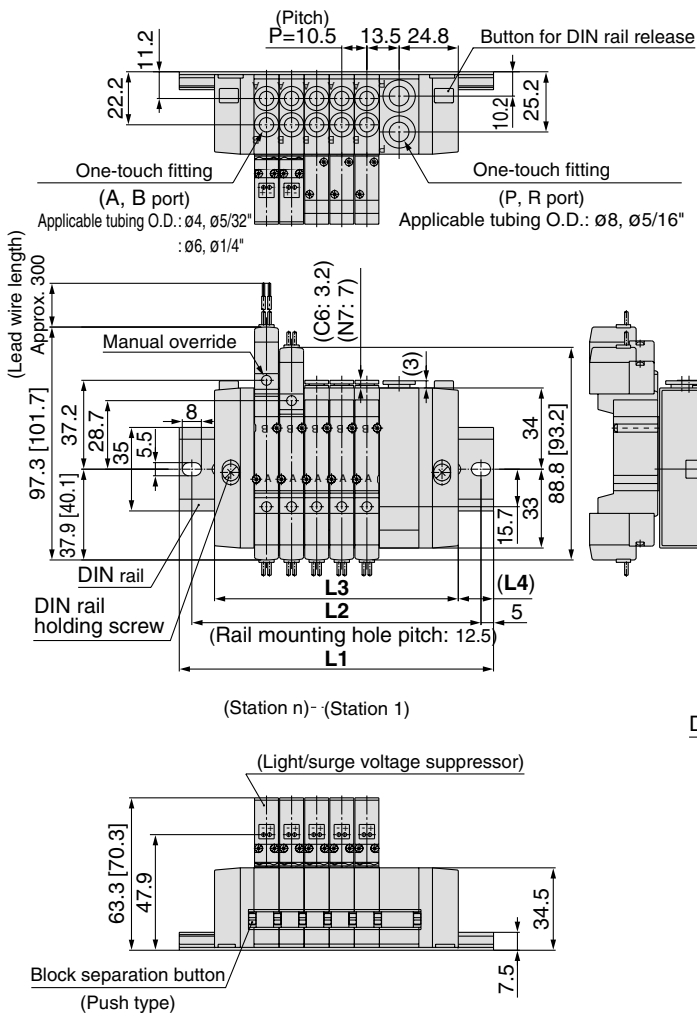 (Pitch)
P=10.5
13.5
24.8
Button for DIN rail release
11.2
22.2
10.2
25.2
One-touch fitting
(A, B port)
Applicable tubing O.D.: ø4, ø5/32"
: ø6, ø1/4"
One-touch fitting
(P, R port)
Applicable tubing O.D.: ø8, ø5/16"
(Lead wire length)
Approx. 300
(C6: 3.2)
(N7: 7)
(3)
Manual override
97.3 [101.7]
37.2
28.7
8
35
5.5
37.9 [40.1]
34
33
88.8 [93.2]
15.7
B B B B B
A A A A A
DIN rail
DIN rail
holding screw
L3
(L4)
L2
5
(Rail mounting hole pitch: 12.5)
L1
(Station n)- - (Station 1)
D
(Light/surge voltage suppressor)
63.3 [70.3]
47.9
34.5
7.5
Block separation button
(Push type)